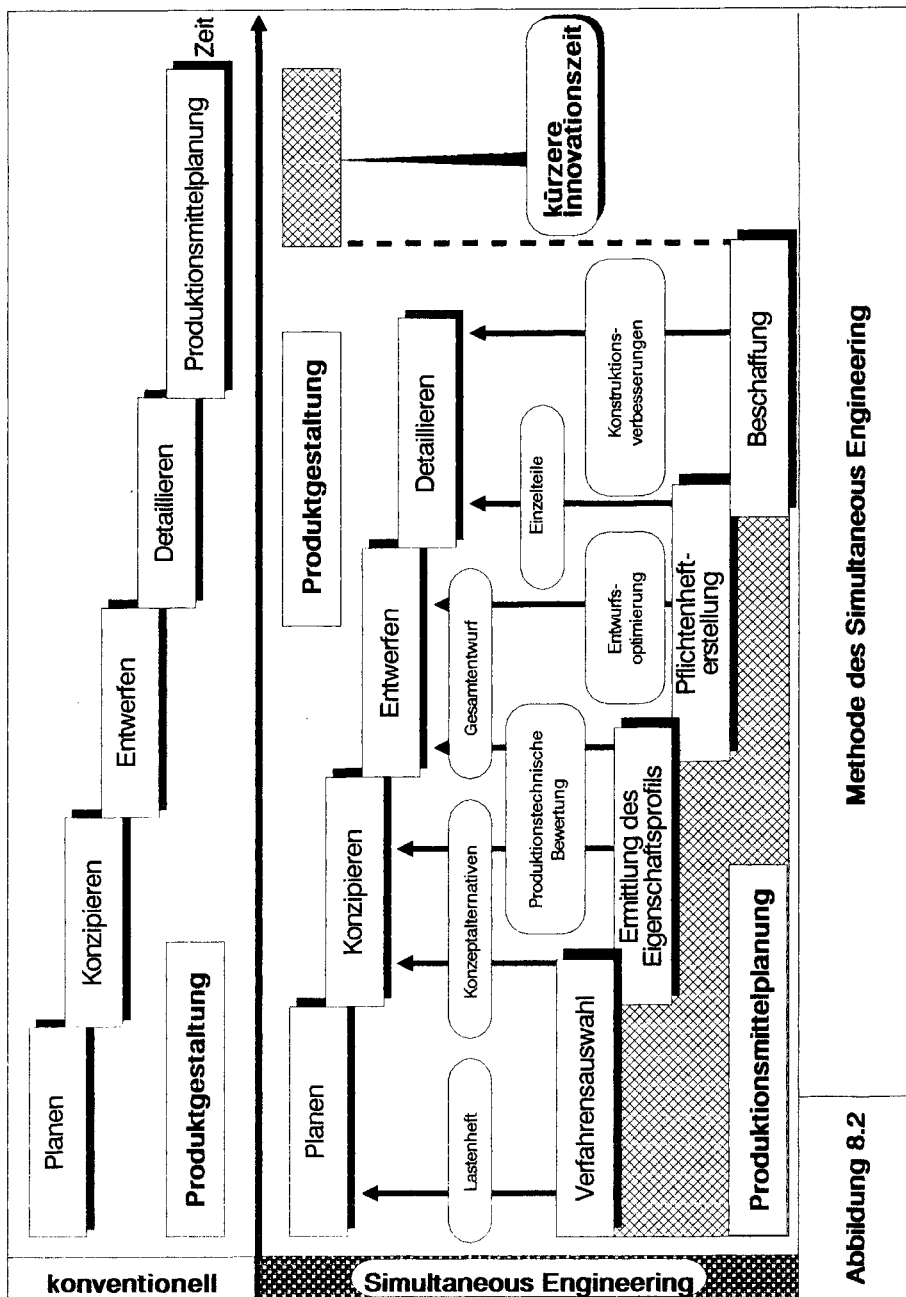 konventionell
Planen
Konzipieren
Entwerfen
Detaillieren
Produktionsmittelplanung
Produktgestaltung
Zeit
Simultaneous Engineering
Planen
Konzipieren
Entwerfen
Detaillieren
Produktgestaltung
Lastenheft
Konzeptalternativen
Gesamtentwurf
Einzelteile
Produktionstechnische
Bewertung
Entwurfs-
optimierung
Konstruktions-
verbesserungen
kürzere
innovationszeit
Verfahrensauswahl
Ermittlung des
Eigenschaftsprofils
Pflichtenheft-
erstellung
Beschaffung
Produktionsmittelplanung
Abbildung 8.2
Methode des Simultaneous Engineering